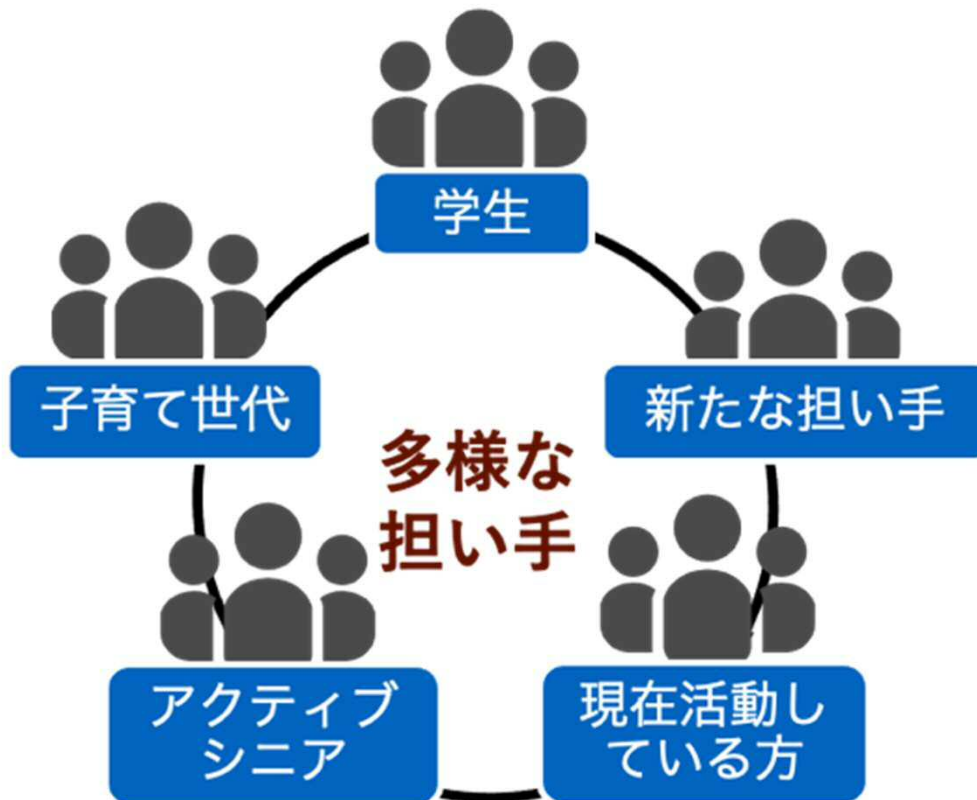 学生
子育て世代
新たな担い手
多様な
担い手
アクティブ
シニア
現在活動し
ている方